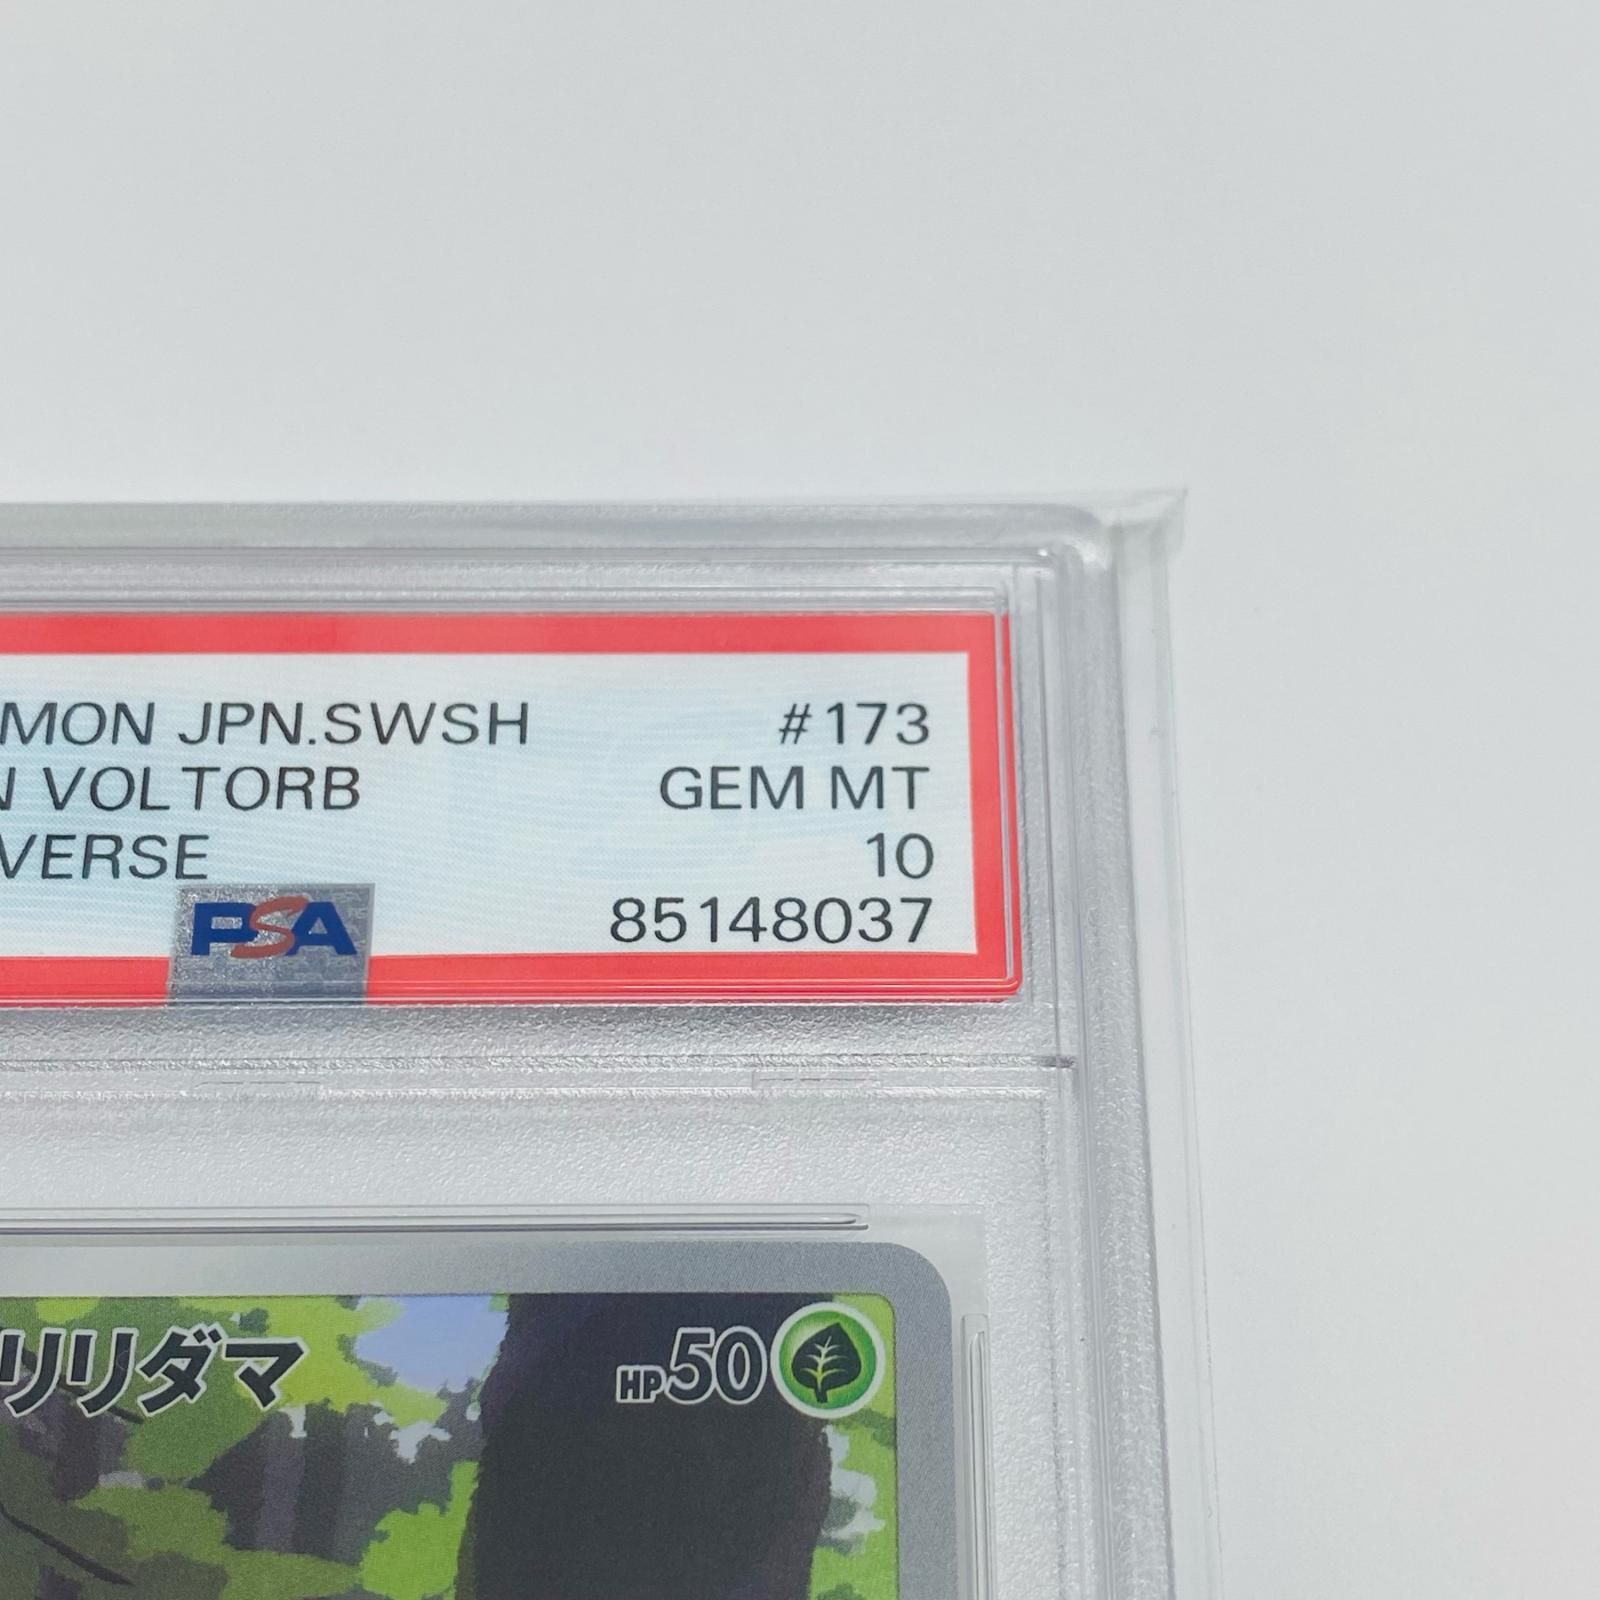 MON JPN.SWSH #173
N VOLTORB GEM MT
VERSE 10
PSA 85148037
リリダマ HP50